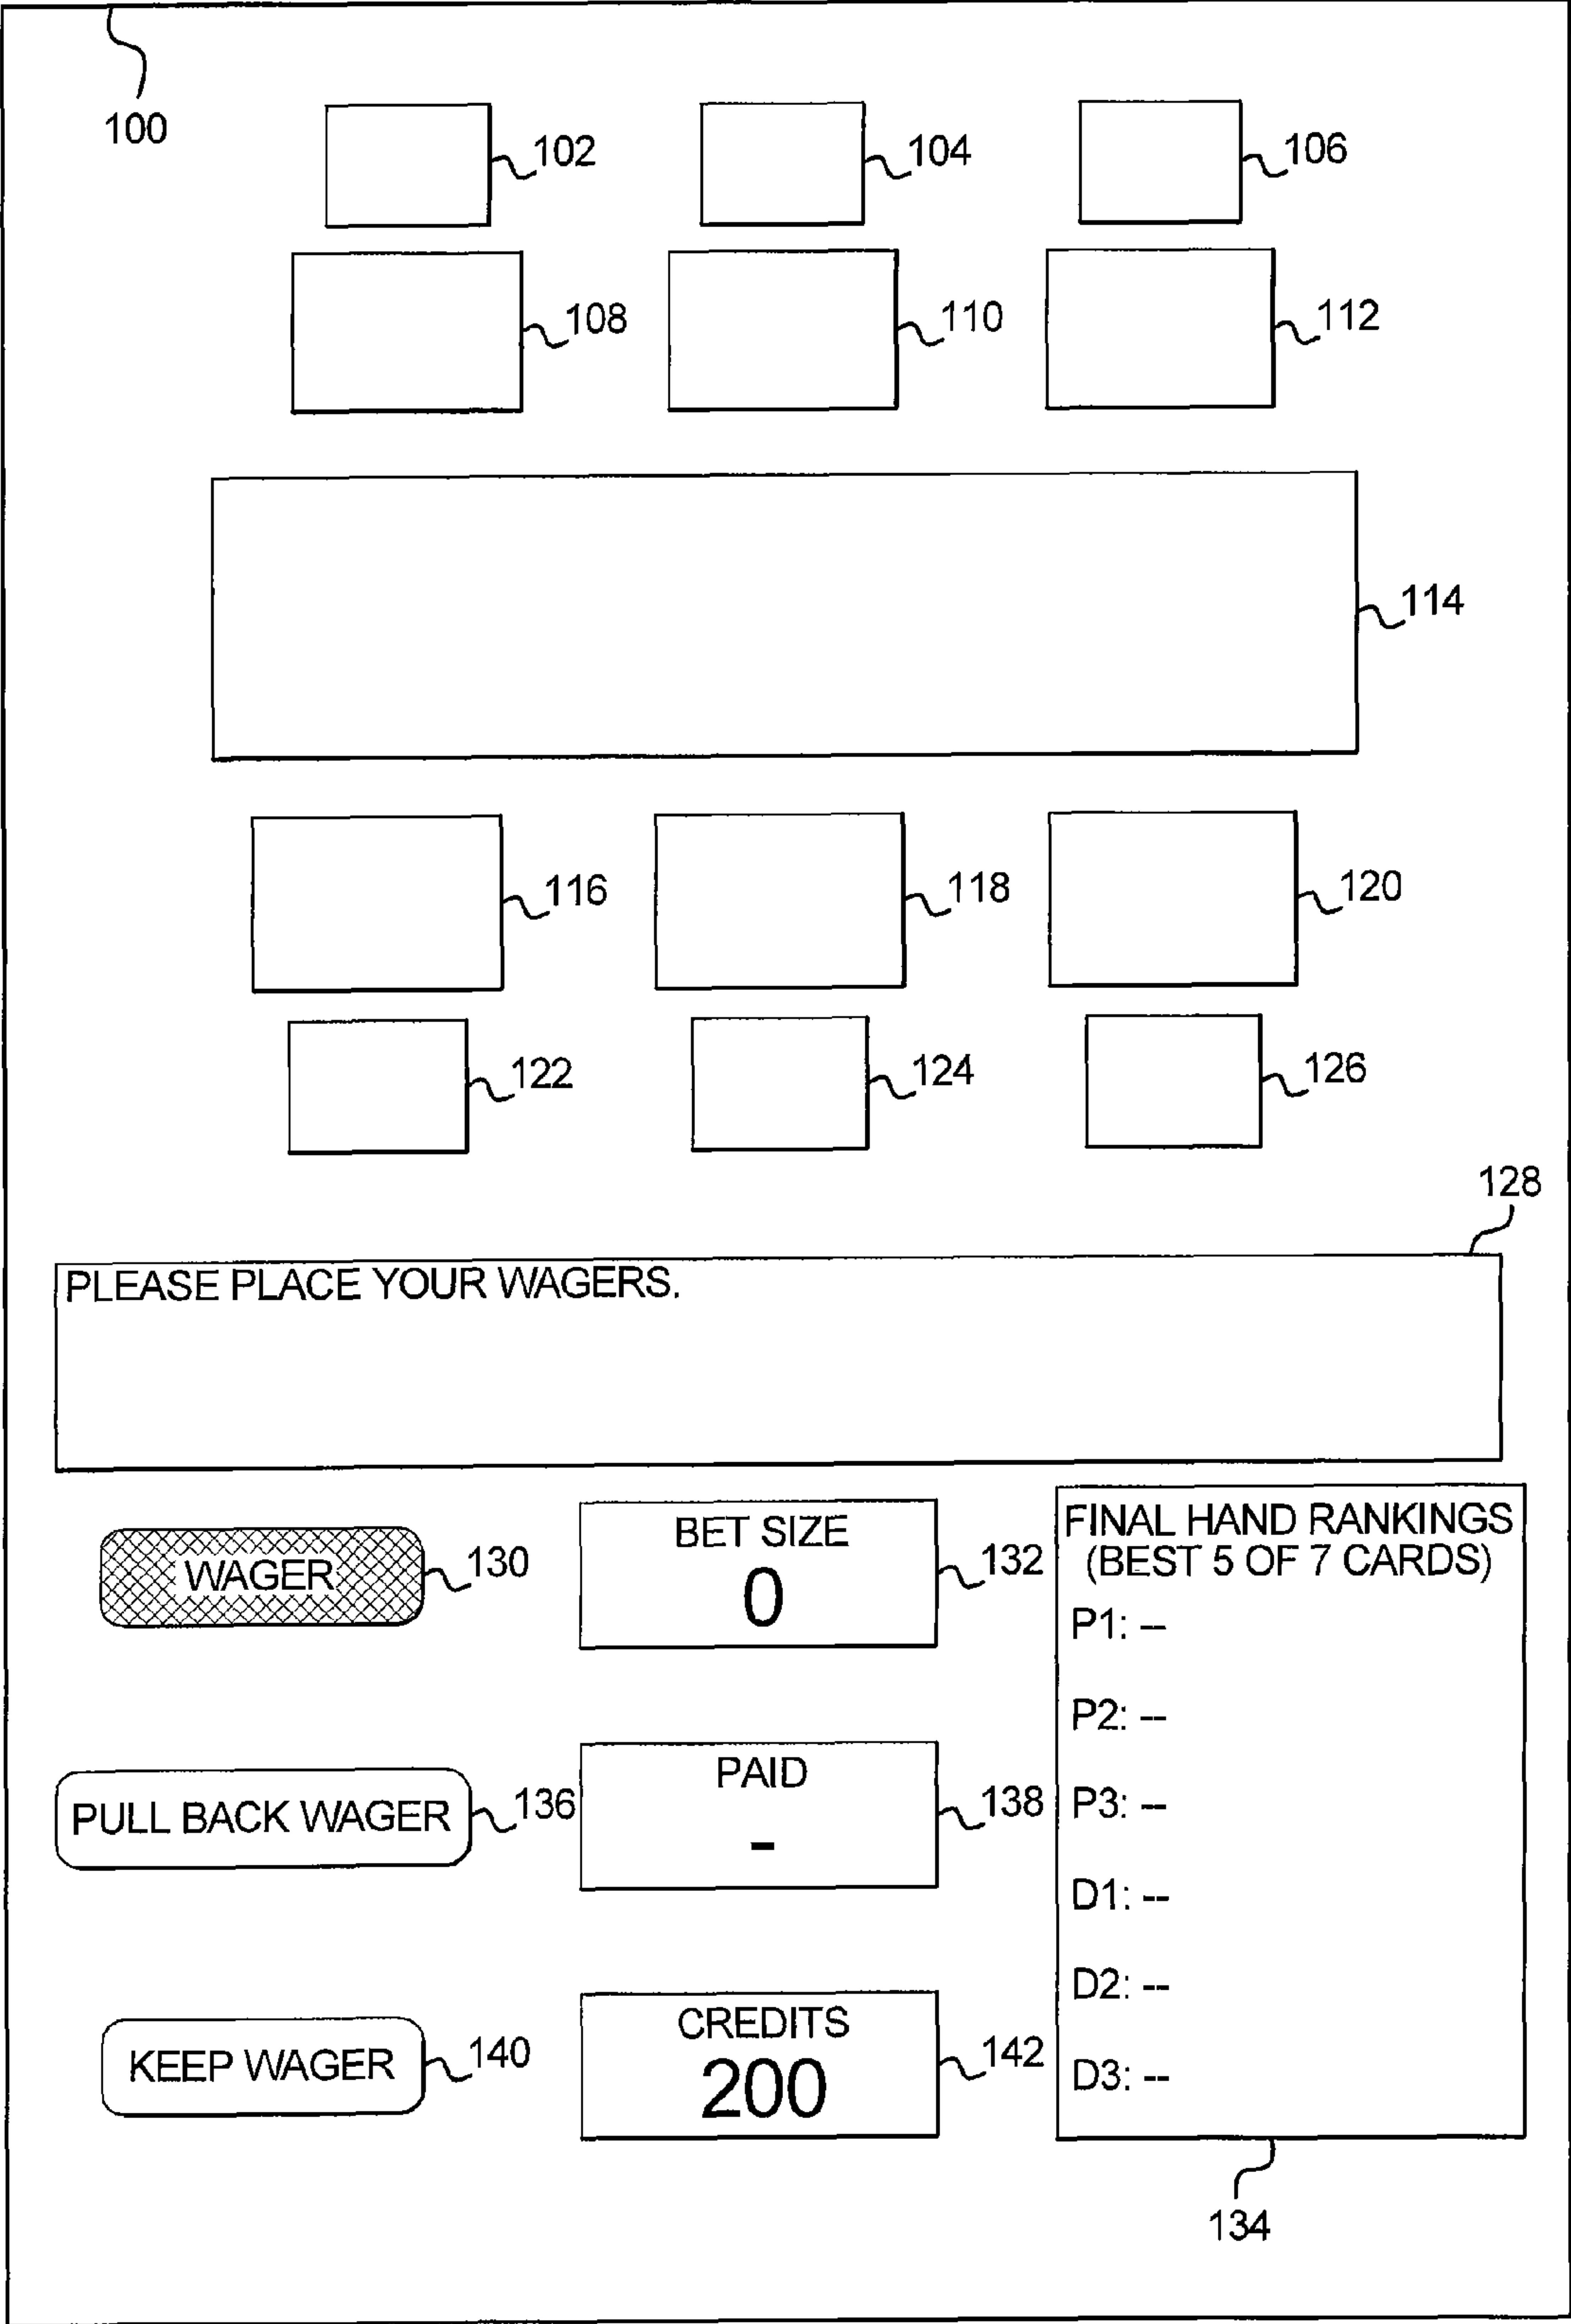 100
102
104
106
108
110
112
114
116
118
120
122
124
126
128
PLEASE PLACE YOUR WAGERS.
WAGER
130
BET SIZE
0
132
FINAL HAND RANKINGS
(BEST 5 OF 7 CARDS)
P1: --
P2: --
P3: --
D1: --
D2: --
D3: --
134
PULL BACK WAGER
136
PAID
-
138
KEEP WAGER
140
CREDITS
200
142